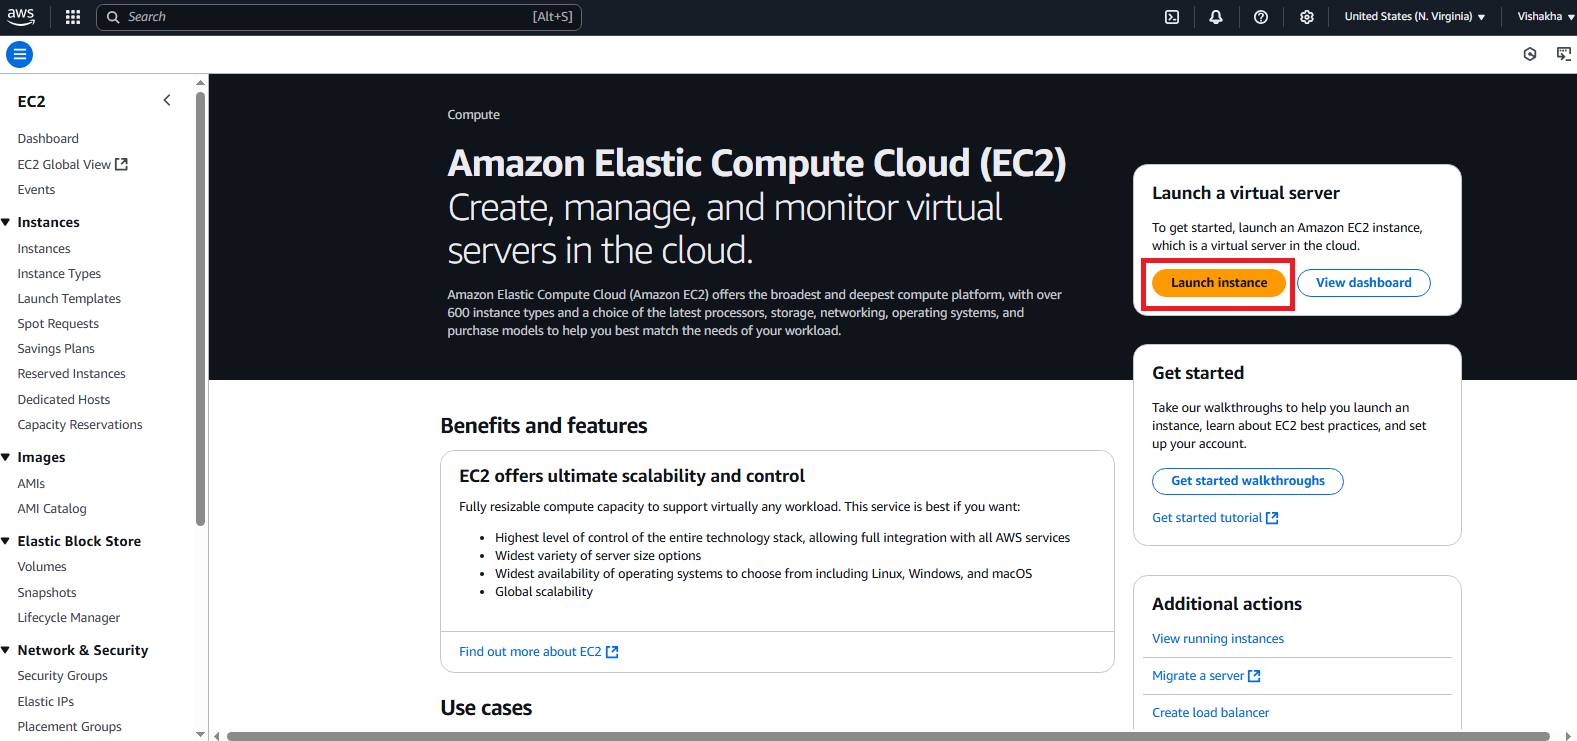 aws
Search
[Alt+S]
United States (N. Virginia)
Vishakha
EC2
Dashboard
EC2 Global View
Events
Instances
Instances
Instance Types
Launch Templates
Spot Requests
Savings Plans
Reserved Instances
Dedicated Hosts
Capacity Reservations
Images
AMIs
AMI Catalog
Elastic Block Store
Volumes
Snapshots
Lifecycle Manager
Network & Security
Security Groups
Elastic IPs
Placement Groups
Compute
Amazon Elastic Compute Cloud (EC2)
Create, manage, and monitor virtual
servers in the cloud.
Amazon Elastic Compute Cloud (Amazon EC2) offers the broadest and deepest compute platform, with over
600 instance types and a choice of the latest processors, storage, networking, operating systems, and
purchase models to help you best match the needs of your workload.
Benefits and features
EC2 offers ultimate scalability and control
Fully resizable compute capacity to support virtually any workload. This service is best if you want:
• Highest level of control of the entire technology stack, allowing full integration with all AWS services
• Widest variety of server size options
• Widest availability of operating systems to choose from including Linux, Windows, and macOS
• Global scalability
Find out more about EC2
Use cases
Launch a virtual server
To get started, launch an Amazon EC2 instance,
which is a virtual server in the cloud.
Launch instance
View dashboard
Get started
Take our walkthroughs to help you launch an
instance, learn about EC2 best practices, and set
up your account.
Get started walkthroughs
Get started tutorial
Additional actions
View running instances
Migrate a server
Create load balancer